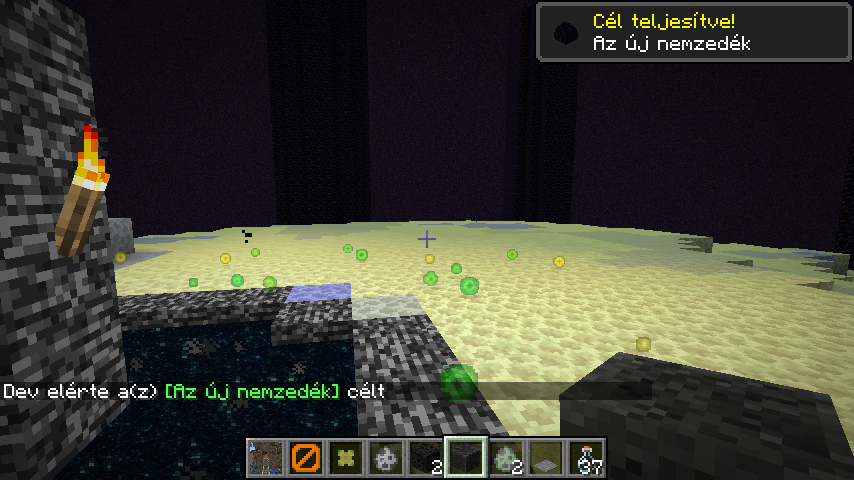 Cél teljesítve!
Az új nemzedék
Dev elérte a(z) [Az új nemzedék] célt
2
2
37